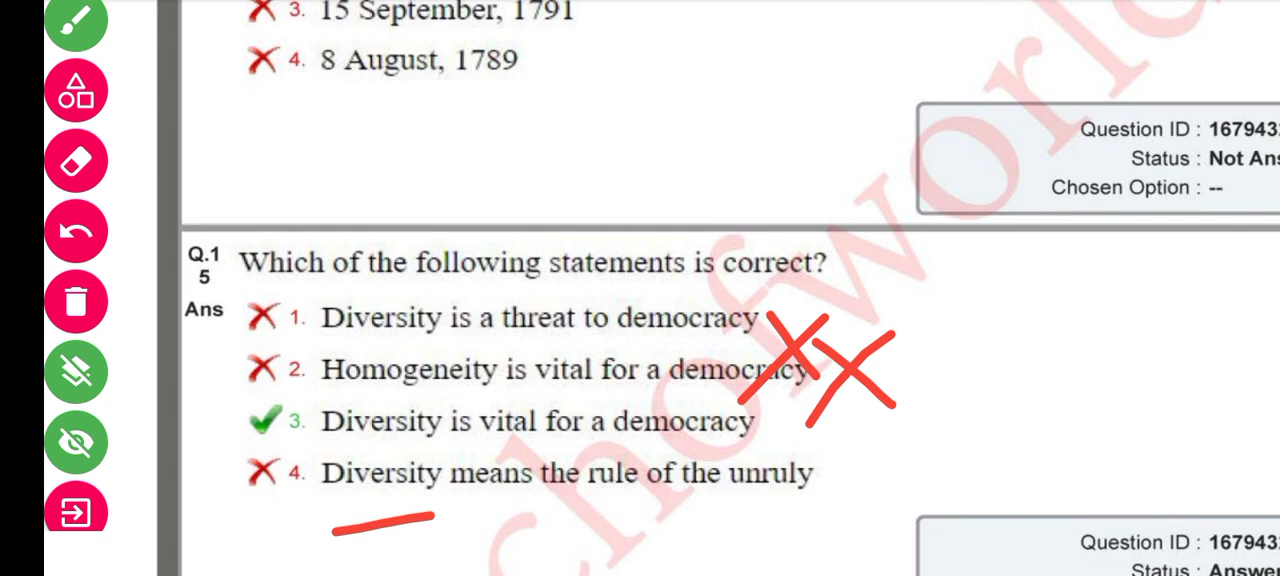 3. 15 September, 1791
4. 8 August, 1789
Question ID : 167943
Status : Not Ans
Chosen Option : --
Q.1
5
Which of the following statements is correct?
Ans
1. Diversity is a threat to democracy
2. Homogeneity is vital for a democracy
3. Diversity is vital for a democracy
4. Diversity means the rule of the unruly
Question ID : 167943
Status : Answer
chofworld